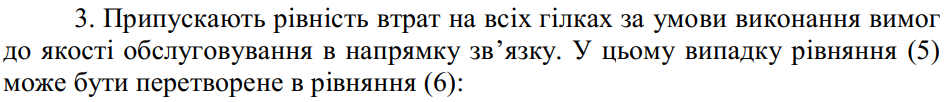 3. Припускають рівність втрат на всіх гілках за умови виконання вимог
до якості обслуговування в напрямку зв’язку. У цьому випадку рівняння (5)
може бути перетворене в рівняння (6):